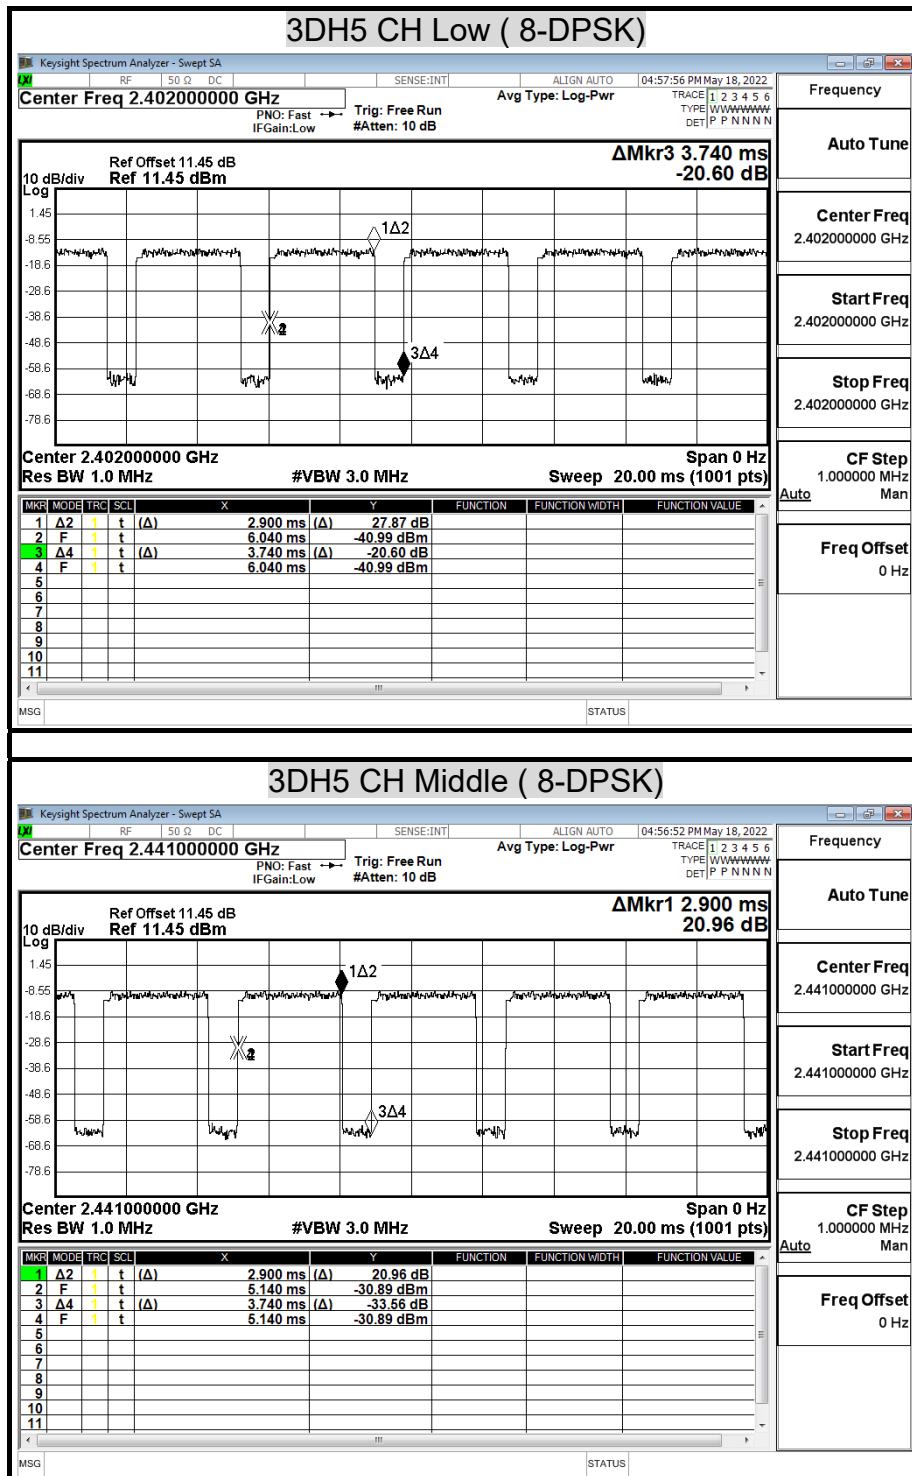 3DH5 CH Low ( 8-DPSK)
Keysight Spectrum Analyzer - Swept SA
LXI RF 50 Ω DC SENSE:INT ALIGN AUTO 04:57:56 PM May 18, 2022
Center Freq 2.402000000 GHz
PNO: Fast
IFGain:Low
Trig: Free Run
#Atten: 10 dB
Avg Type: Log-Pwr
TRACE 1 2 3 4 5 6
TYPE WWWWWW
DET P P N N N N
Frequency
Auto Tune
Center Freq
2.402000000 GHz
Start Freq
2.402000000 GHz
Stop Freq
2.402000000 GHz
CF Step
1.000000 MHz
Auto Man
Freq Offset
0 Hz
ΔMkr3 3.740 ms
-20.60 dB
Ref Offset 11.45 dB
10 dB/div Ref 11.45 dBm
Log
1.45
-8.55
-18.6
-28.6
-38.6
-48.6
-58.6
-68.6
-78.6
1Δ2
3Δ4
Center 2.402000000 GHz Span 0 Hz
Res BW 1.0 MHz #VBW 3.0 MHz Sweep 20.00 ms (1001 pts)
MKR MODE TRC SCL X Y FUNCTION FUNCTION WIDTH FUNCTION VALUE
1 Δ2 1 t (Δ) 2.900 ms (Δ) 27.87 dB
2 F 1 t 6.040 ms -40.99 dBm
3 Δ4 1 t (Δ) 3.740 ms (Δ) -20.60 dB
4 F 1 t 6.040 ms -40.99 dBm
5
6
7
8
9
10
11
MSG STATUS
3DH5 CH Middle ( 8-DPSK)
Keysight Spectrum Analyzer - Swept SA
LXI RF 50 Ω DC SENSE:INT ALIGN AUTO 04:56:52 PM May 18, 2022
Center Freq 2.441000000 GHz
PNO: Fast
IFGain:Low
Trig: Free Run
#Atten: 10 dB
Avg Type: Log-Pwr
TRACE 1 2 3 4 5 6
TYPE WWWWWW
DET P P N N N N
Frequency
Auto Tune
Center Freq
2.441000000 GHz
Start Freq
2.441000000 GHz
Stop Freq
2.441000000 GHz
CF Step
1.000000 MHz
Auto Man
Freq Offset
0 Hz
ΔMkr1 2.900 ms
20.96 dB
Ref Offset 11.45 dB
10 dB/div Ref 11.45 dBm
Log
1.45
-8.55
-18.6
-28.6
-38.6
-48.6
-58.6
-68.6
-78.6
1Δ2
3Δ4
Center 2.441000000 GHz Span 0 Hz
Res BW 1.0 MHz #VBW 3.0 MHz Sweep 20.00 ms (1001 pts)
MKR MODE TRC SCL X Y FUNCTION FUNCTION WIDTH FUNCTION VALUE
1 Δ2 1 t (Δ) 2.900 ms (Δ) 20.96 dB
2 F 1 t 5.140 ms -30.89 dBm
3 Δ4 1 t (Δ) 3.740 ms (Δ) -33.56 dB
4 F 1 t 5.140 ms -30.89 dBm
5
6
7
8
9
10
11
MSG STATUS